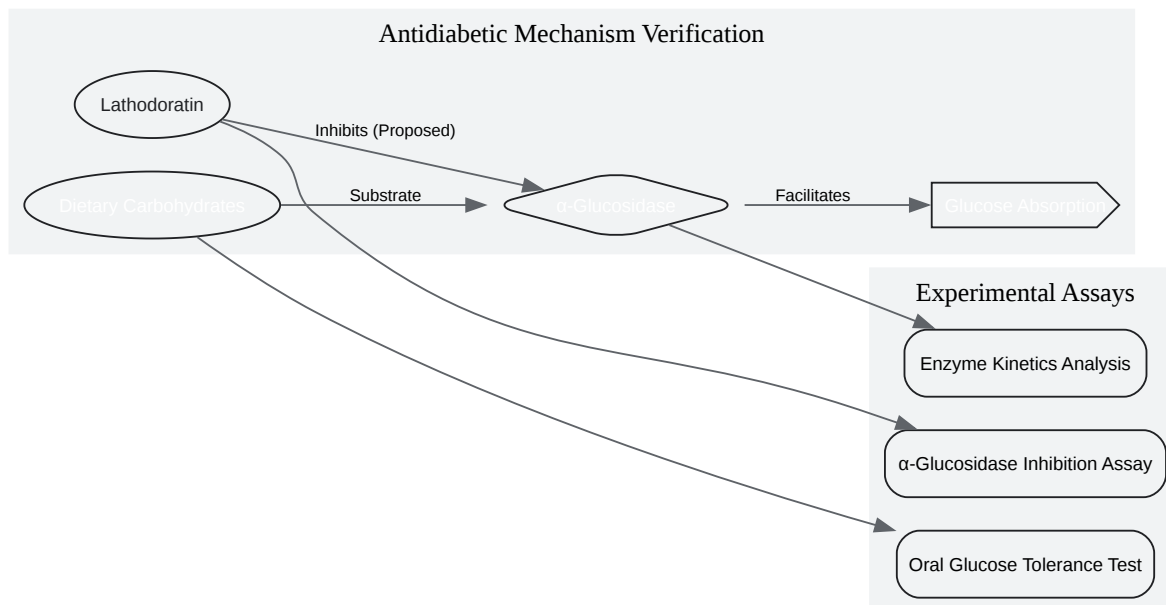 Antidiabetic Mechanism Verification
Lathodoratin
Inhibits (Proposed)
Dietary Carbohydrates
Substrate
α-Glucosidase
Facilitates
Glucose Absorption
Experimental Assays
Enzyme Kinetics Analysis
α-Glucosidase Inhibition Assay
Oral Glucose Tolerance Test